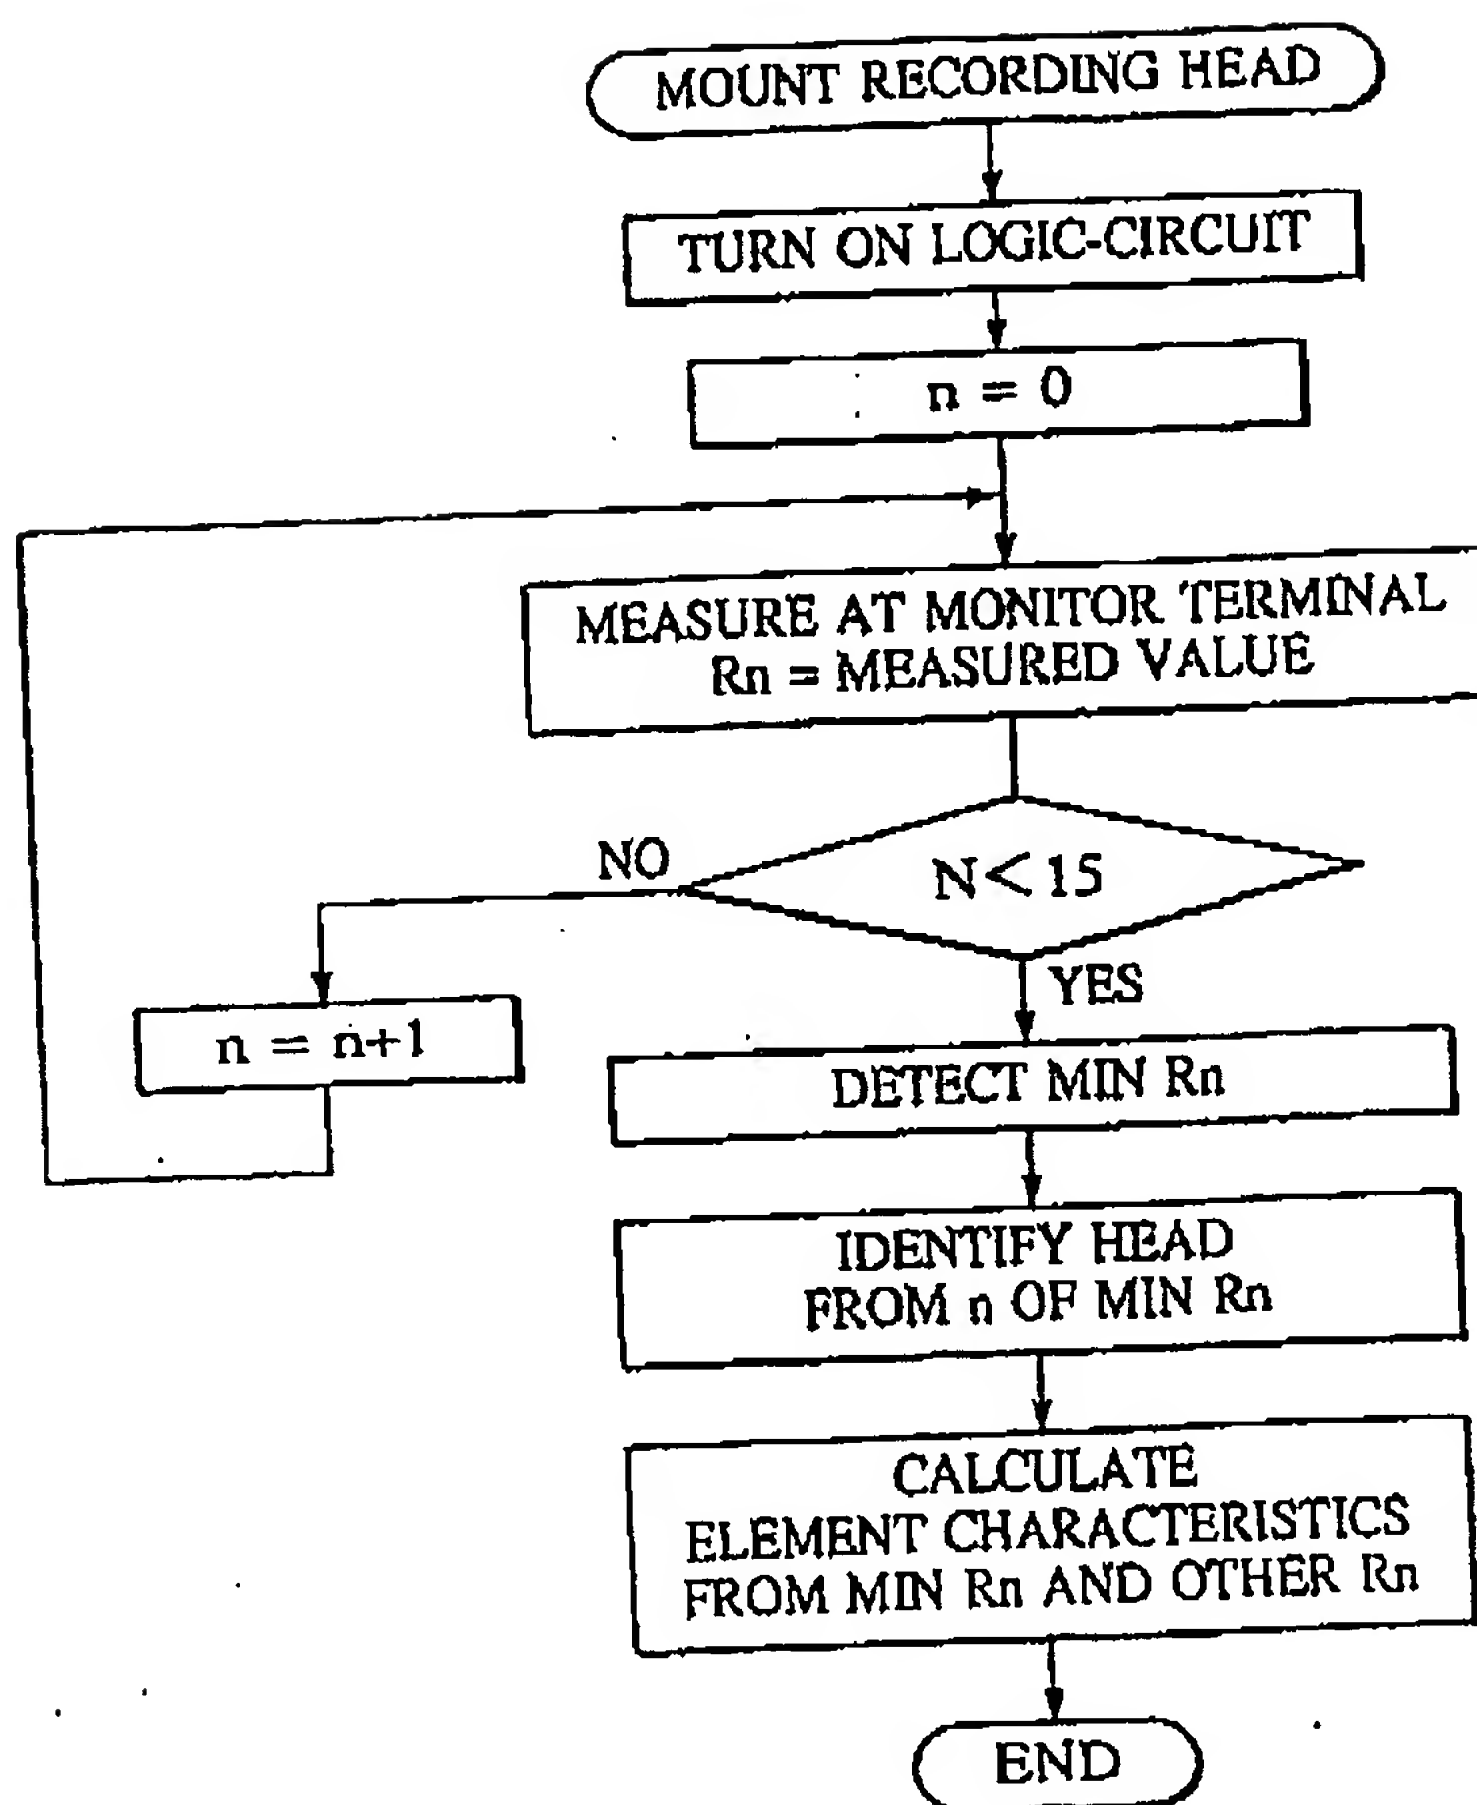 MOUNT RECORDING HEAD
TURN ON LOGIC-CIRCUIT
n = 0
MEASURE AT MONITOR TERMINAL
Rn = MEASURED VALUE
N<15
NO
YES
n = n+1
DETECT MIN Rn
IDENTIFY HEAD
FROM n OF MIN Rn
CALCULATE
ELEMENT CHARACTERISTICS
FROM MIN Rn AND OTHER Rn
END